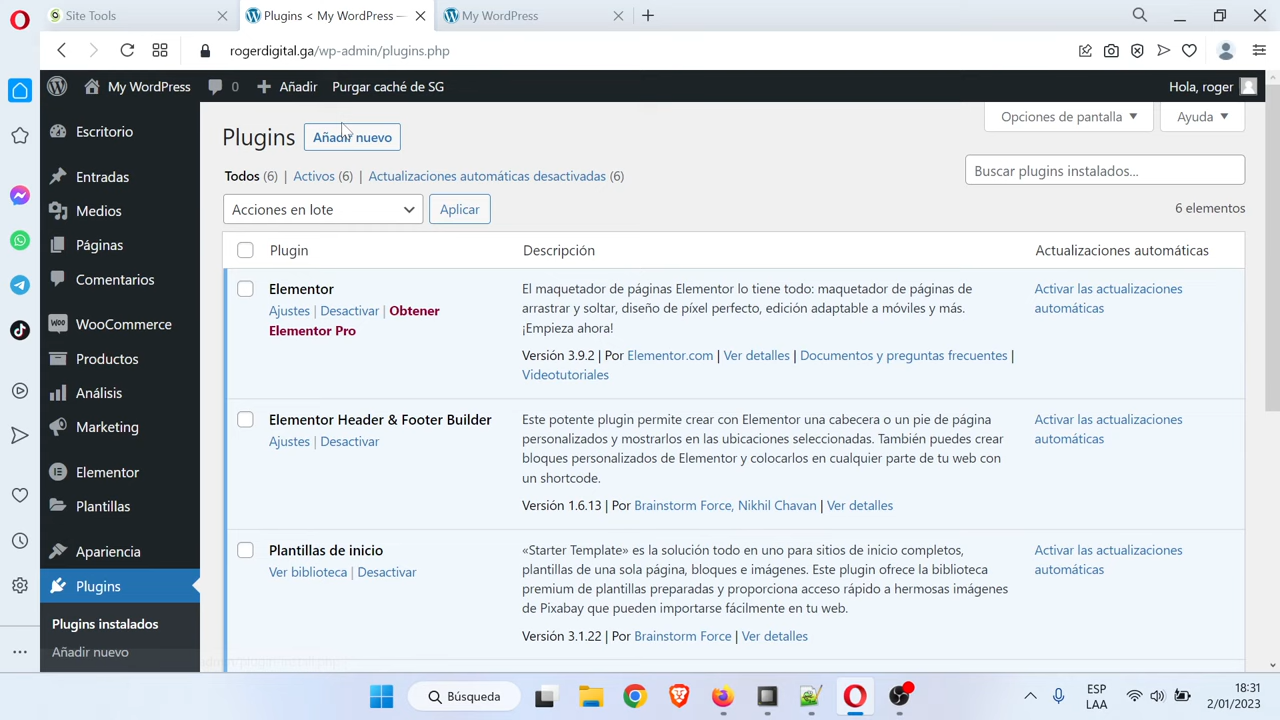 Site Tools
Plugins < My WordPress —
My WordPress
rogerdigital.ga/wp-admin/plugins.php
My WordPress
0
Añadir
Purgar caché de SG
Hola, roger
Escritorio
Entradas
Medios
Páginas
Comentarios
WooCommerce
Productos
Análisis
Marketing
Elementor
Plantillas
Apariencia
Plugins
Plugins instalados
Añadir nuevo
Opciones de pantalla
Ayuda
Plugins
Añadir nuevo
Todos (6) | Activos (6) | Actualizaciones automáticas desactivadas (6)
Buscar plugins instalados...
Acciones en lote
Aplicar
6 elementos
Plugin
Descripción
Actualizaciones automáticas
Elementor
Ajustes | Desactivar | Obtener
Elementor Pro
El maquetador de páginas Elementor lo tiene todo: maquetador de páginas de
arrastrar y soltar, diseño de píxel perfecto, edición adaptable a móviles y más.
¡Empieza ahora!
Versión 3.9.2 | Por Elementor.com | Ver detalles | Documentos y preguntas frecuentes |
Videotutoriales
Activar las actualizaciones
automáticas
Elementor Header & Footer Builder
Ajustes | Desactivar
Este potente plugin permite crear con Elementor una cabecera o un pie de página
personalizados y mostrarlos en las ubicaciones seleccionadas. También puedes crear
bloques personalizados de Elementor y colocarlos en cualquier parte de tu web con
un shortcode.
Versión 1.6.13 | Por Brainstorm Force, Nikhil Chavan | Ver detalles
Activar las actualizaciones
automáticas
Plantillas de inicio
Ver biblioteca | Desactivar
«Starter Template» es la solución todo en uno para sitios de inicio completos,
plantillas de una sola página, bloques e imágenes. Este plugin ofrece la biblioteca
premium de plantillas preparadas y proporciona acceso rápido a hermosas imágenes
de Pixabay que pueden importarse fácilmente en tu web.
Versión 3.1.22 | Por Brainstorm Force | Ver detalles
Activar las actualizaciones
automáticas
Búsqueda
ESP
LAA
18:31
2/01/2023